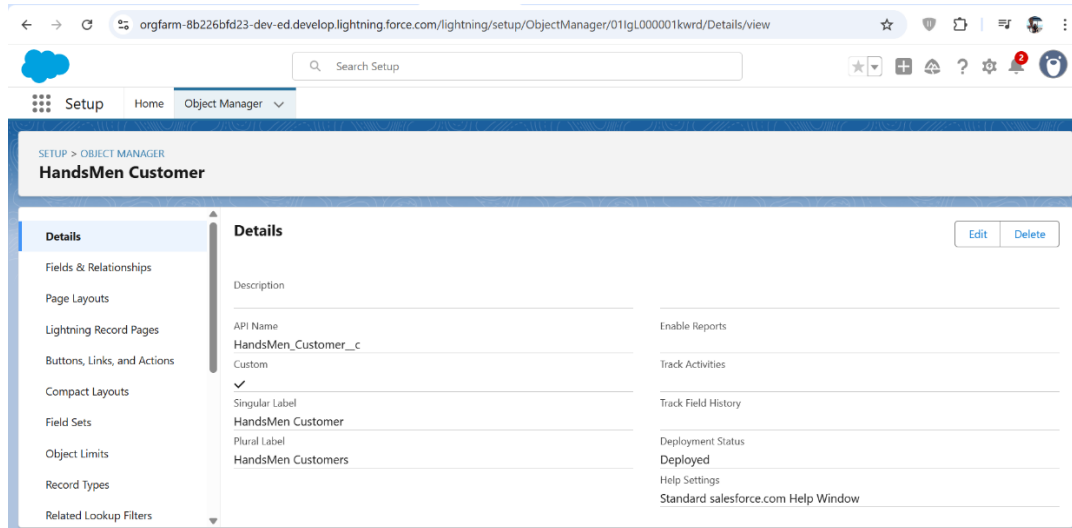 orgfarm-8b226bfd23-dev-ed.develop.lightning.force.com/lightning/setup/ObjectManager/01IgL000001kwrd/Details/view
Search Setup
2
Setup Home Object Manager
SETUP > OBJECT MANAGER
HandsMen Customer
Details
Fields & Relationships
Page Layouts
Lightning Record Pages
Buttons, Links, and Actions
Compact Layouts
Field Sets
Object Limits
Record Types
Related Lookup Filters
Details
Edit Delete
Description
API Name
HandsMen_Customer__c
Custom
Singular Label
HandsMen Customer
Plural Label
HandsMen Customers
Enable Reports
Track Activities
Track Field History
Deployment Status
Deployed
Help Settings
Standard salesforce.com Help Window